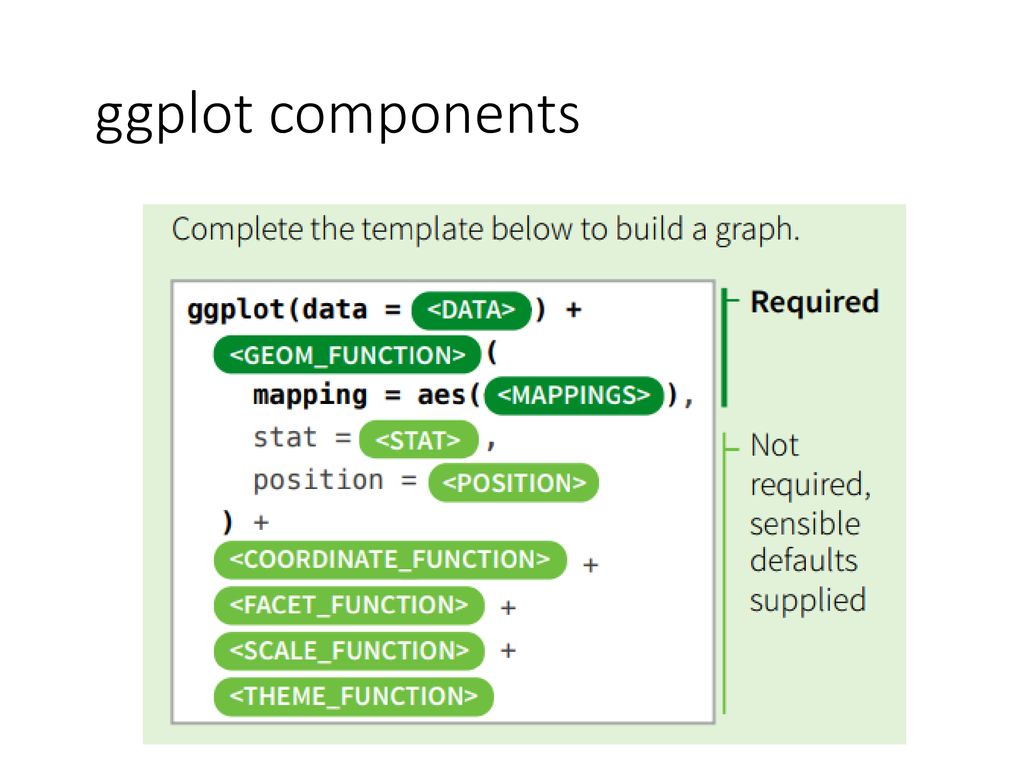 ggplot components
Complete the template below to build a graph.
ggplot(data = <DATA>) +
<GEOM_FUNCTION>(
mapping = aes(<MAPPINGS>),
stat = <STAT>,
position = <POSITION>
) +
<COORDINATE_FUNCTION> +
<FACET_FUNCTION> +
<SCALE_FUNCTION> +
<THEME_FUNCTION>
Required
Not
required,
sensible
defaults
supplied